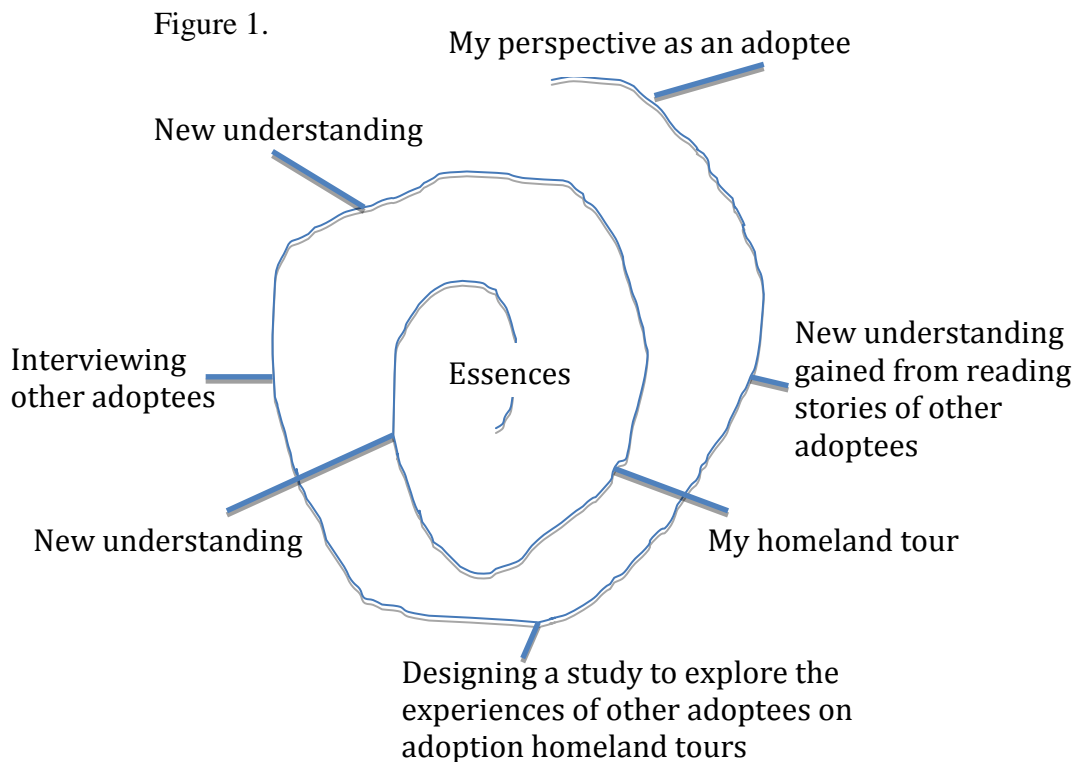 Figure 1.
My perspective as an adoptee
New understanding
Interviewing
other adoptees
Essences
New understanding
gained from reading
stories of other
adoptees
New understanding
My homeland tour
Designing a study to explore the
experiences of other adoptees on
adoption homeland tours